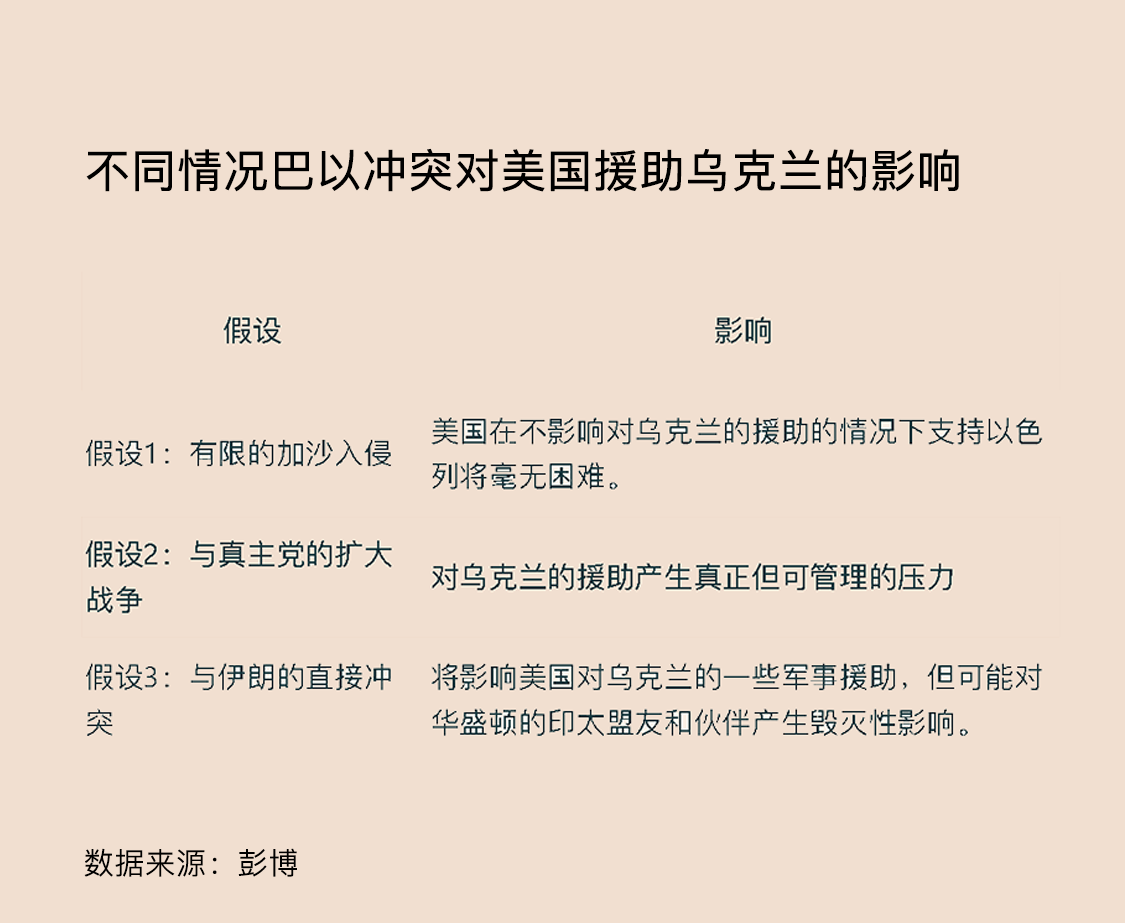 不同情况巴以冲突对美国援助乌克兰的影响
假设
影响
假设1：有限的加沙入侵
美国在不影响对乌克兰的援助的情况下支持以色
列将毫无困难。
假设2：与真主党的扩大
战争
对乌克兰的援助产生真正但可管理的压力
假设3：与伊朗的直接冲
突
将影响美国对乌克兰的一些军事援助，但可能对
华盛顿的印太盟友和伙伴产生毁灭性影响。
数据来源：彭博